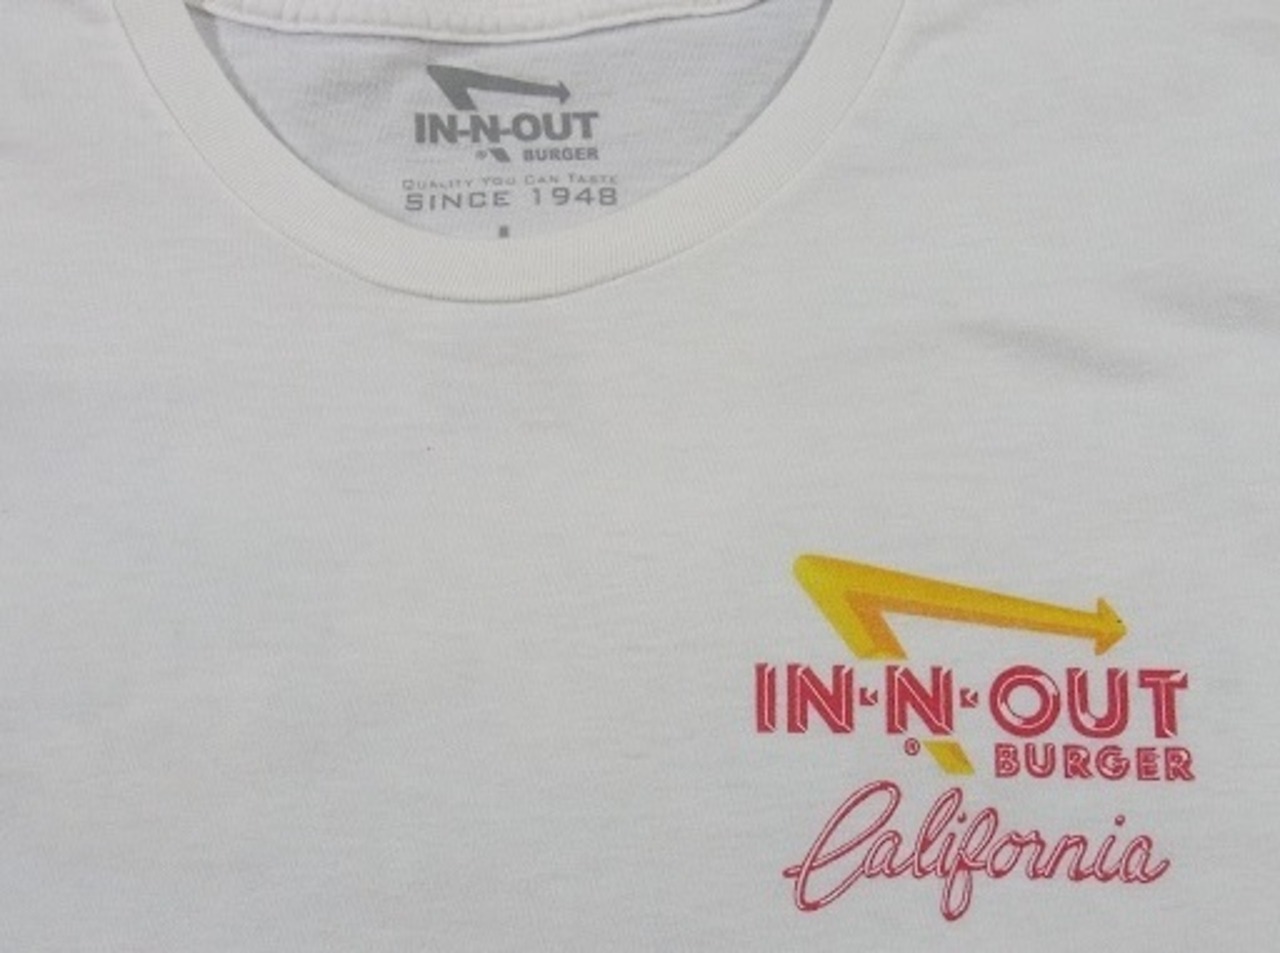 IN-N-OUT
® BURGER
QUALITY YOU CAN TASTE
SINCE 1948
IN-N-OUT
® BURGER
California